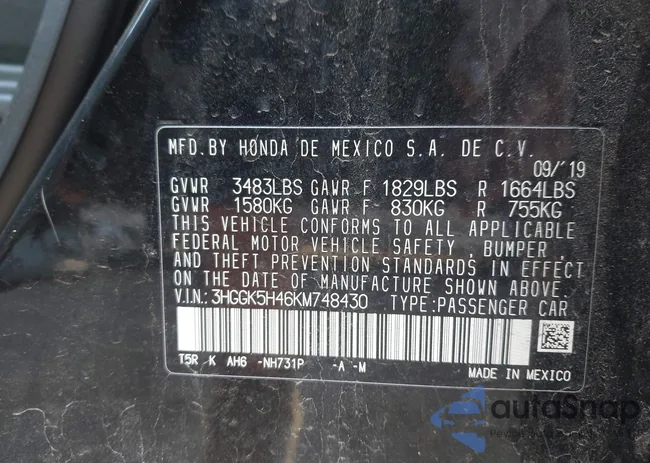 MFD.BY HONDA DE MEXICO S.A. DE C.V.
09/'19
GVWR 3483LBS GAWR F 1829LBS R 1664LBS
GVWR 1580KG GAWR F- 830KG R 755KG
THIS VEHICLE CONFORMS TO ALL APPLICABLE
FEDERAL MOTOR VEHICLE SAFETY, BUMPER,
AND THEFT PREVENTION STANDARDS IN EFFECT
ON THE DATE OF MANUFACTURE SHOWN ABOVE.
V.I.N.: 3HGGK5H46KM748430 TYPE:PASSENGER CAR
T5R K AH6 -NH731P -A -M
MADE IN MEXICO
autoSnap